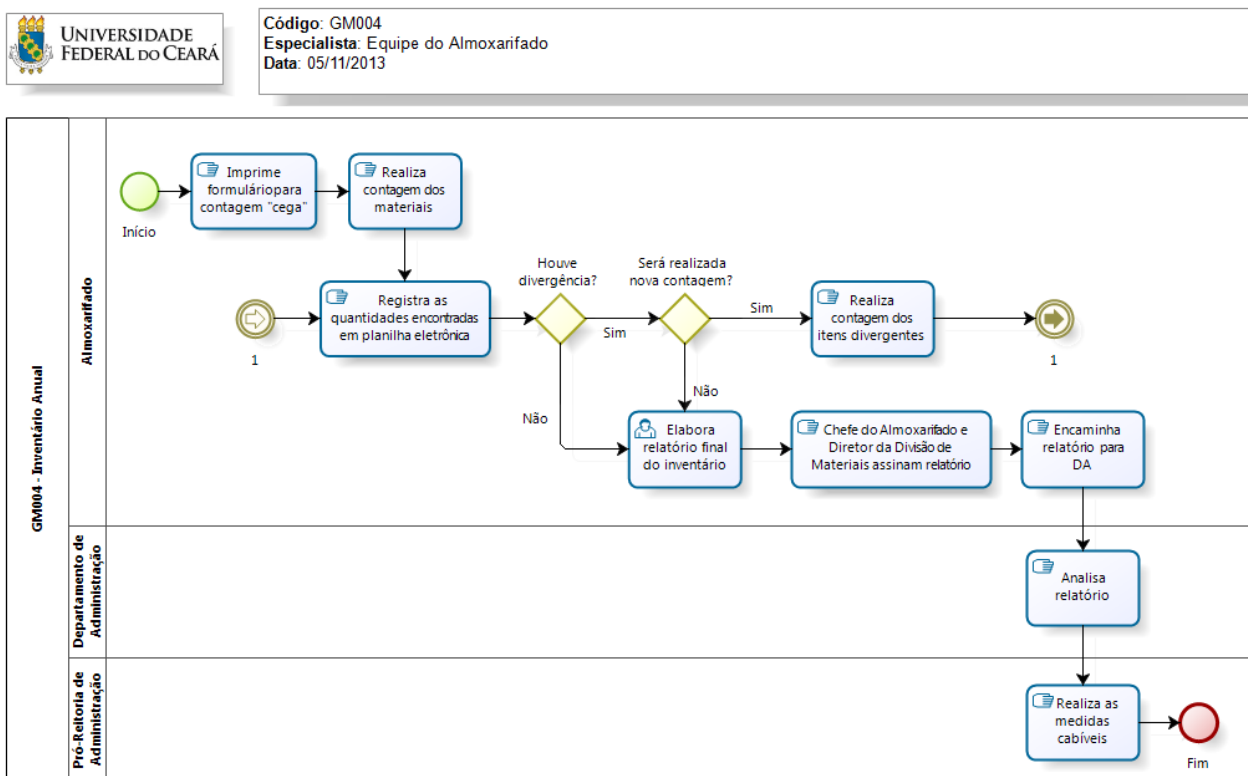 UNIVERSIDADE
FEDERAL DO CEARÁ
Código: GM004
Especialista: Equipe do Almoxarifado
Data: 05/11/2013
GM004 - Inventário Anual
Almoxarifado
Início
Imprime
formuláriopara
contagem "cega"
Realiza
contagem dos
materiais
1
Registra as
quantidades encontradas
em planilha eletrônica
Houve
divergência?
Sim
Não
Será realizada
nova contagem?
Sim
Não
Realiza
contagem dos
itens divergentes
1
Elabora
relatório final
do inventário
Chefe do Almoxarifado e
Diretor da Divisão de
Materiais assinam relatório
Encaminha
relatório para
DA
Departamento de
Administração
Analisa
relatório
Pró-Reitoria de
Administração
Realiza as
medidas
cabíveis
Fim